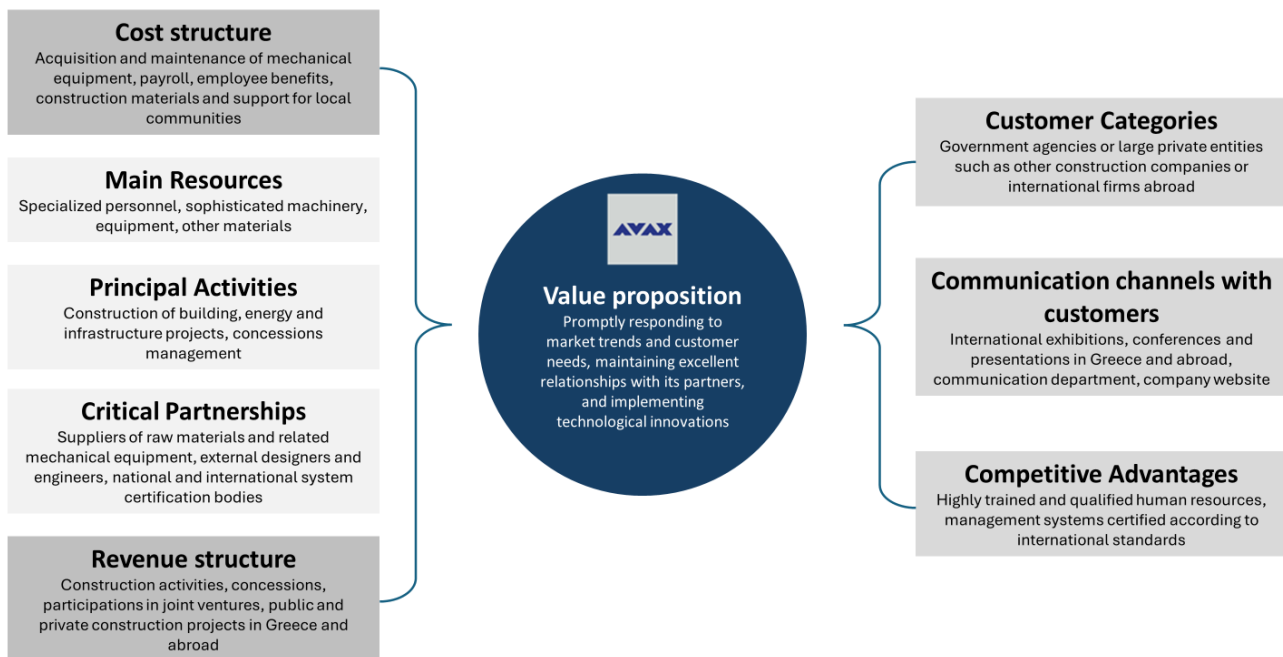 Cost structure
Acquisition and maintenance of mechanical
equipment, payroll, employee benefits,
construction materials and support for local
communities
Main Resources
Specialized personnel, sophisticated machinery,
equipment, other materials
Principal Activities
Construction of building, energy and
infrastructure projects, concessions
management
Critical Partnerships
Suppliers of raw materials and related
mechanical equipment, external designers and
engineers, national and international system
certification bodies
Revenue structure
Construction activities, concessions,
participations in joint ventures, public and
private construction projects in Greece and
abroad
AVAX
Value proposition
Promptly responding to
market trends and customer
needs, maintaining excellent
relationships with its partners,
and implementing
technological innovations
Customer Categories
Government agencies or large private entities
such as other construction companies or
international firms abroad
Communication channels with
customers
International exhibitions, conferences and
presentations in Greece and abroad,
communication department, company website
Competitive Advantages
Highly trained and qualified human resources,
management systems certified according to
international standards